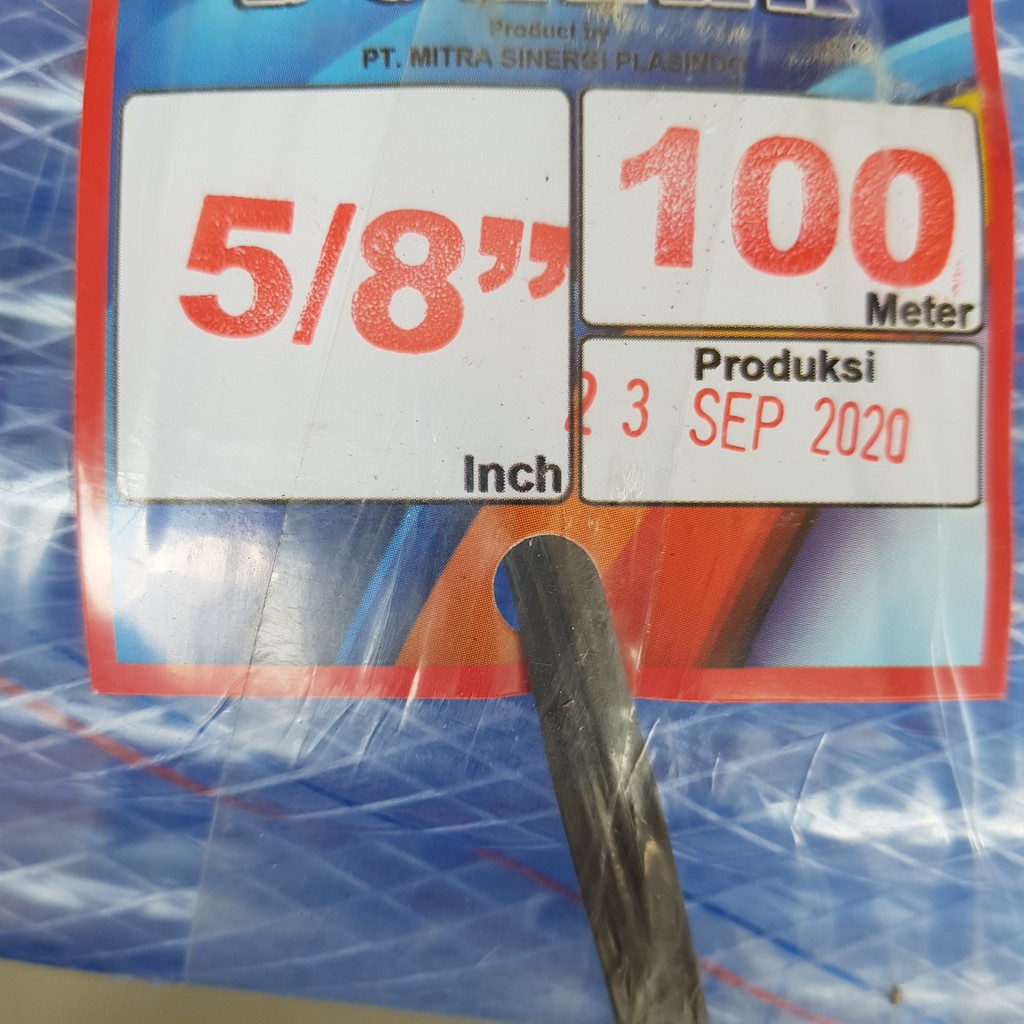 Product by
PT. MITRA SINERGI PLASINDO
5/8”
Inch
100
Meter
Produksi
23 SEP 2020